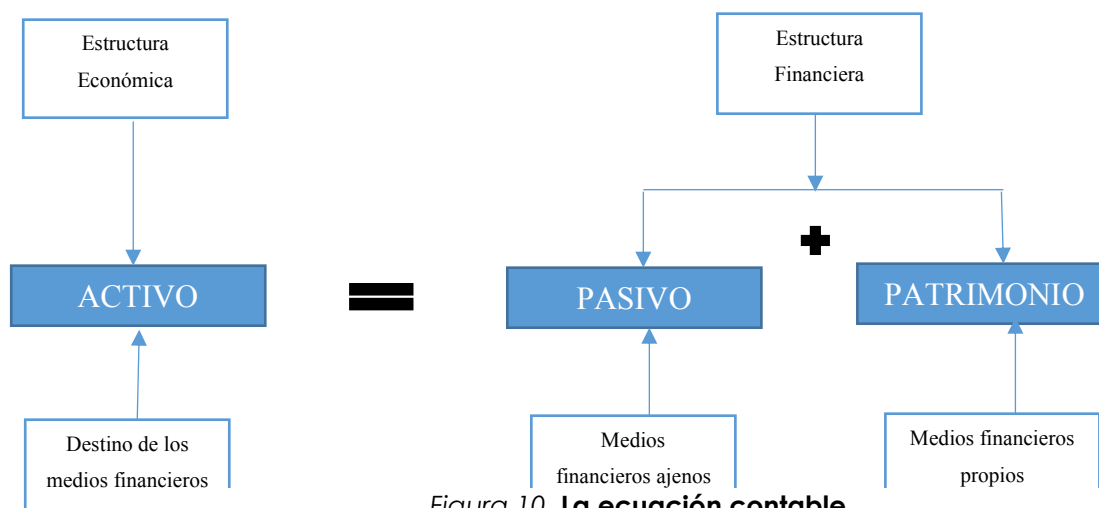 Estructura
Económica
Estructura
Financiera
ACTIVO
PASIVO
PATRIMONIO
Destino de los
medios financieros
Medios
financieros ajenos
Medios financieros
propios
Figura 10. La ecuación contable